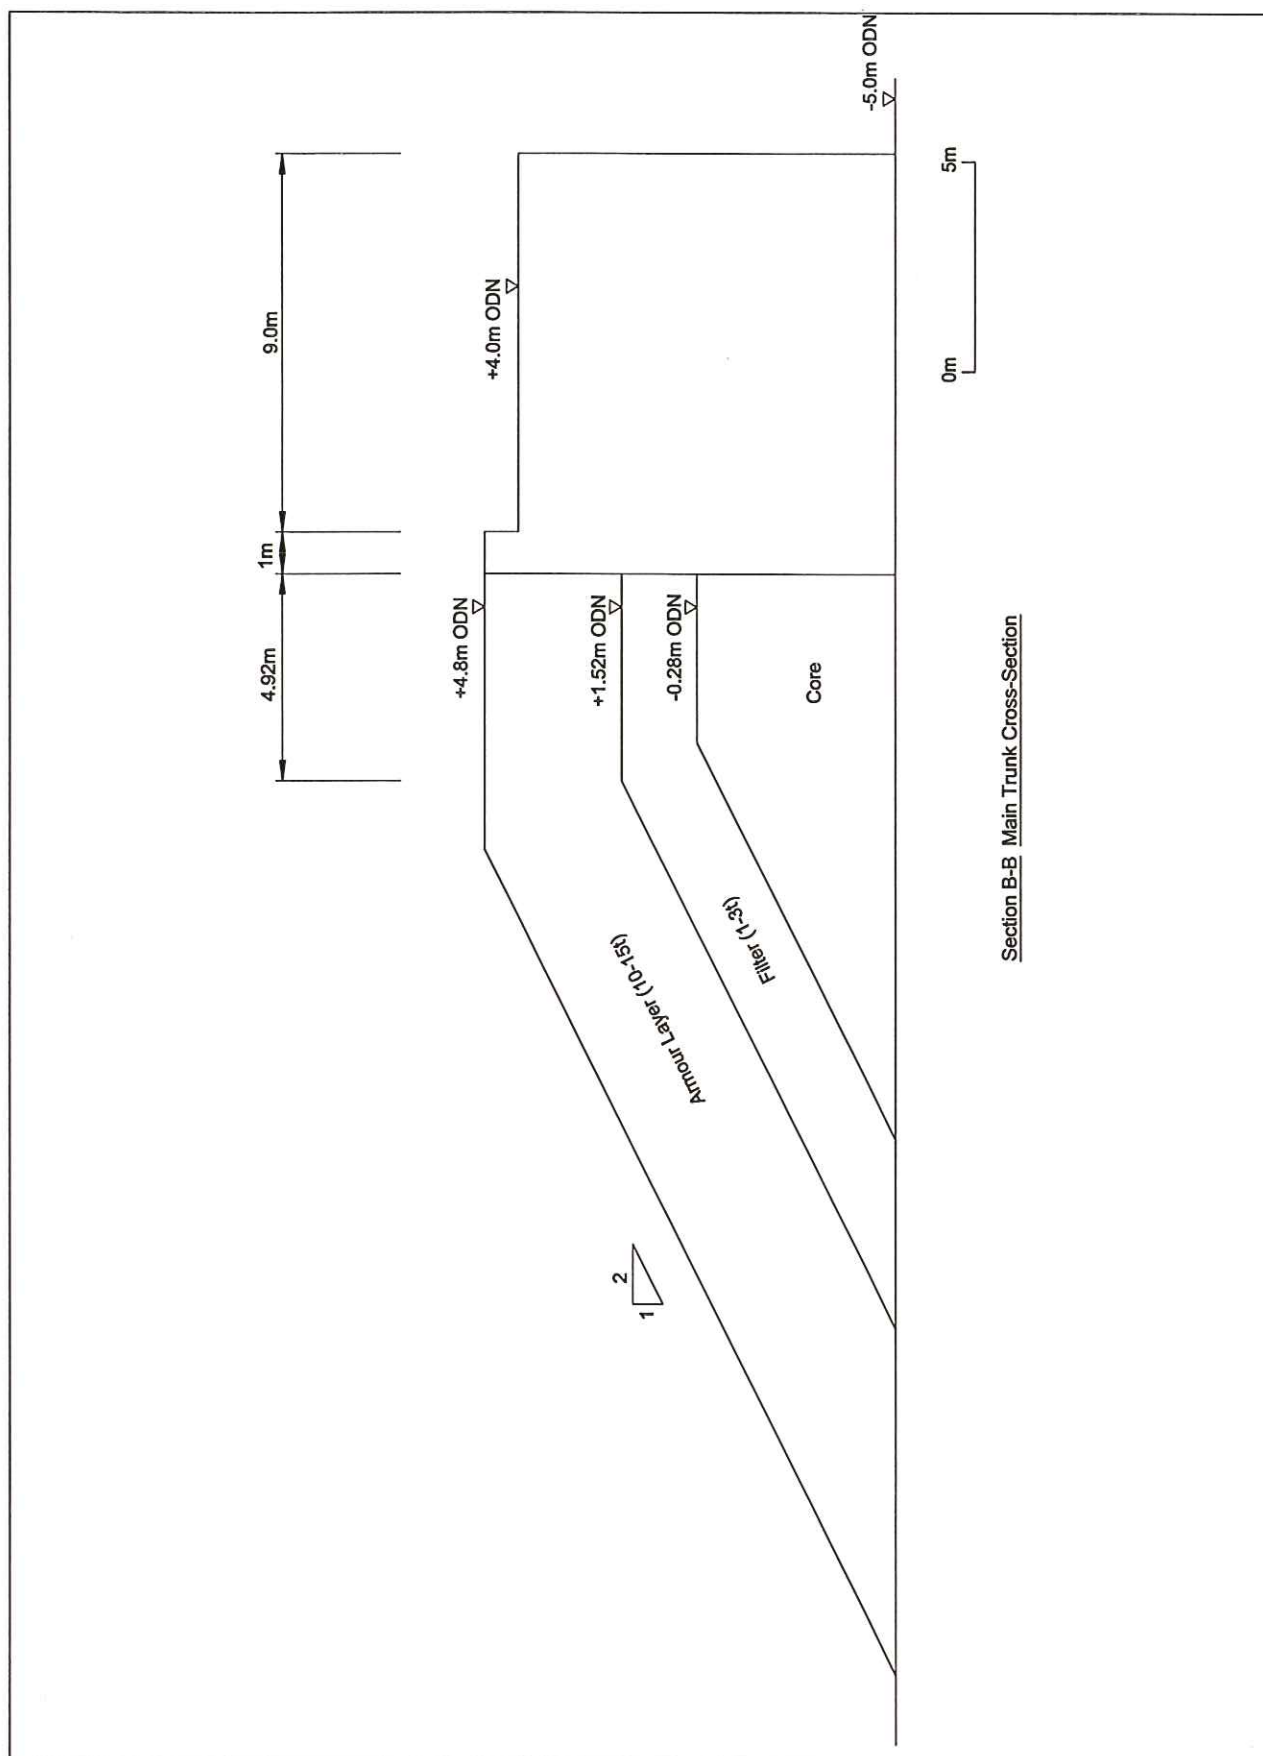 4.92m
1m
9.0m
+4.8m ODN
+4.0m ODN
+1.52m ODN
-0.28m ODN
2
1
Armour Layer (10-15t)
Filter (1-3t)
Core
-5.0m ODN
0m
5m
Section B-B Main Trunk Cross-Section